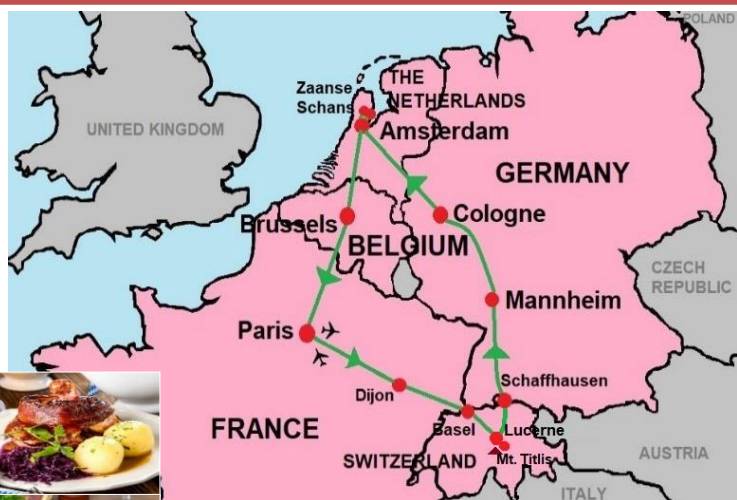 POLAND
THE
NETHERLANDS
Zaanse
Schans
Amsterdam
UNITED KINGDOM
GERMANY
Brussels
Cologne
BELGIUM
CZECH
REPUBLIC
Mannheim
Paris
Schaffhausen
Dijon
FRANCE
Basel
Lucerne
SWITZERLAND
Mt. Titlis
AUSTRIA
ITALY